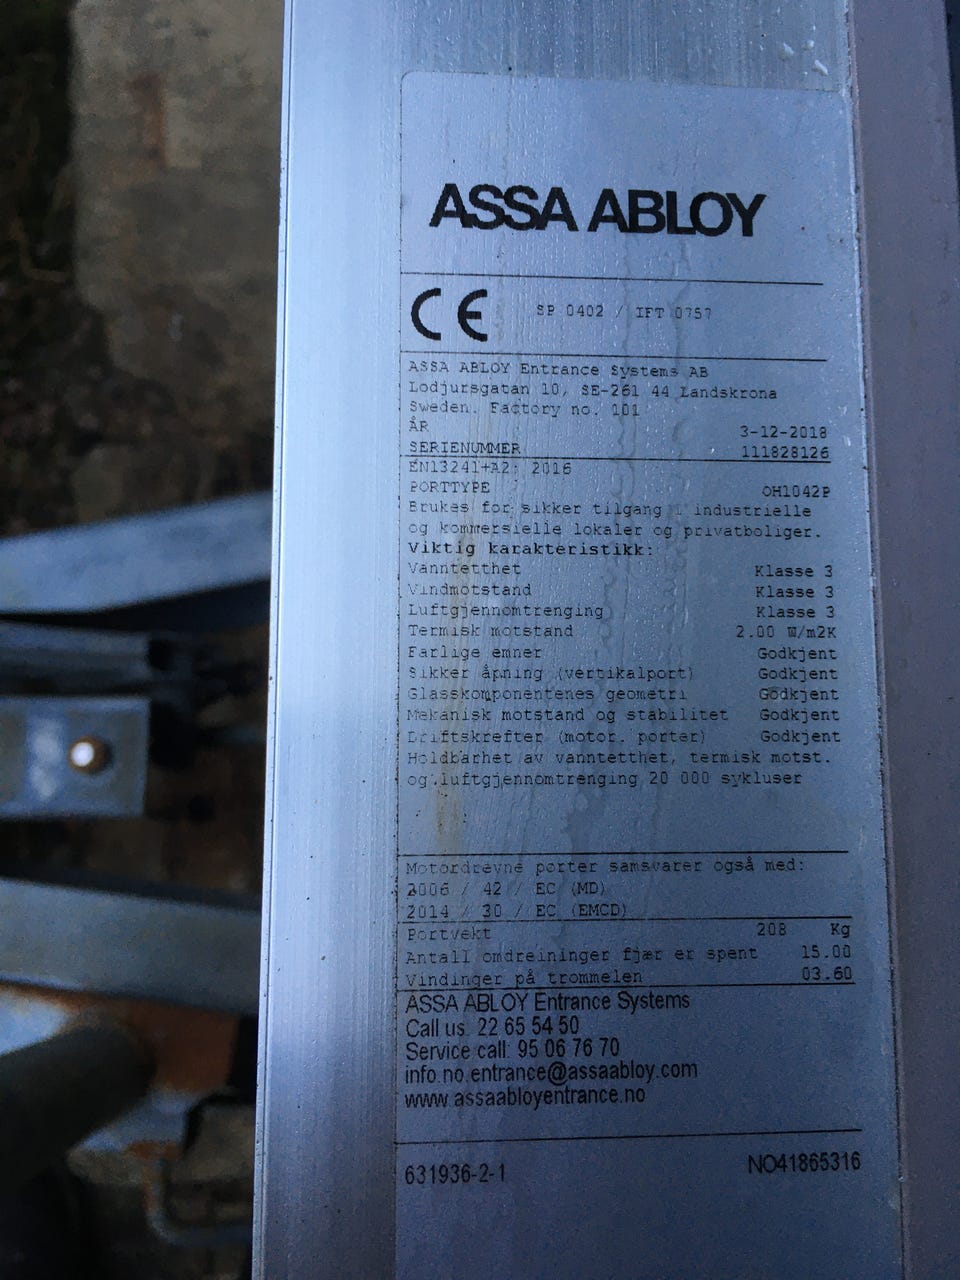 ASSA ABLOY
CE SP 0402 / IFT 0757
ASSA ABLOY Entrance Systems AB
Lodjursgatan 10, SE-261 44 Landskrona
Sweden. Factory no. 101
ÅR 3-12-2018
SERIENUMMER 111828126
EN13241+A2: 2016
PORTTYPE OH1042P
Brukes for sikker tilgang i industrielle
og kommersielle lokaler og privatboliger.
Viktig karakteristikk:
Vanntetthet Klasse 3
Vindmotstand Klasse 3
Luftgjennomtrenging Klasse 3
Termisk motstand 2.00 W/m2K
Farlige emner Godkjent
Sikker åpning (vertikalport) Godkjent
Glasskomponentenes geometri Godkjent
Mekanisk motstand og stabilitet Godkjent
Driftskrefter (motor. porter) Godkjent
Holdbarhet av vanntetthet, termisk motst.
og luftgjennomtrenging 20 000 sykluser
Motordrevne porter samsvarer også med:
2006 / 42 / EC (MD)
2014 / 30 / EC (EMCD)
Portvekt 208 Kg
Antall omdreininger fjær er spent 15.00
Vindinger på trommelen 03.60
ASSA ABLOY Entrance Systems
Call us: 22 65 54 50
Service call: 95 06 76 70
info.no.entrance@assaabloy.com
www.assaabloyentrance.no
631936-2-1 NO41865316